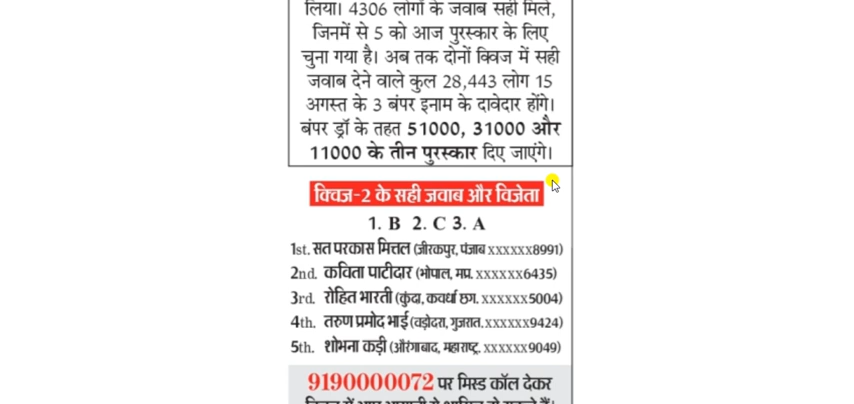 लिया। 4306 लोगों के जवाब सही मिले,
जिनमें से 5 को आज पुरस्कार के लिए
चुना गया है। अब तक दोनों क्विज में सही
जवाब देने वाले कुल 28,443 लोग 15
अगस्त के 3 बंपर इनाम के दावेदार होंगे।
बंपर ड्रॉ के तहत 51000, 31000 और
11000 के तीन पुरस्कार दिए जाएंगे।
क्विज-2 के सही जवाब और विजेता
1. B 2. C 3. A
1st. सत परकास मित्तल (जीरकपुर, पंजाब xxxxxx8991)
2nd. कविता पाटीदार (भोपाल, मप्र. xxxxxx6435)
3rd. रोहित भारती (कुंदा, कवर्धा छग. xxxxxx5004)
4th. तरुण प्रमोद भाई (वड़ोदरा, गुजरात. xxxxxx9424)
5th. शोभना कड़ी (औरंगाबाद, महाराष्ट्र. xxxxxx9049)
9190000072 पर मिस्ड कॉल देकर